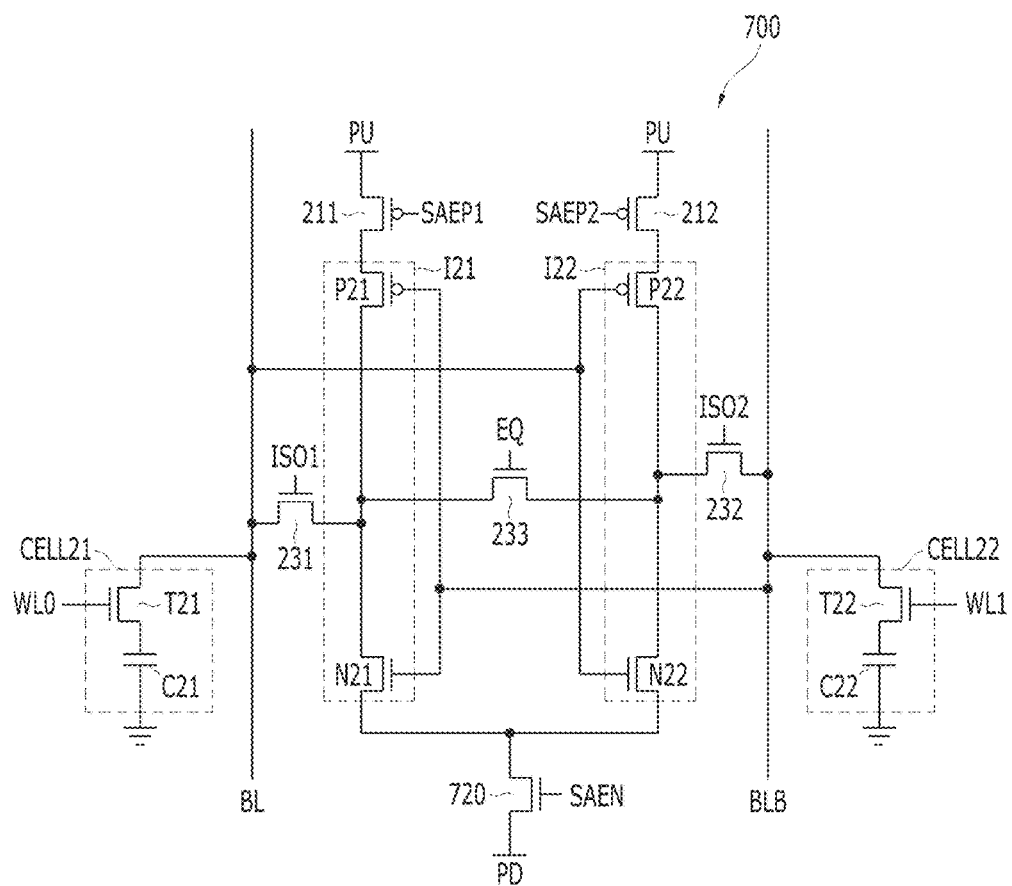 700
PU PU
211 SAEP1 SAEP2 212
I21 I22
P21 P22
ISO2
EQ
ISO1
232
233
231
CELL21 CELL22
WL0 T21 T22 WL1
N21 N22
C21 C22
720 SAEN
BL BLB
PD